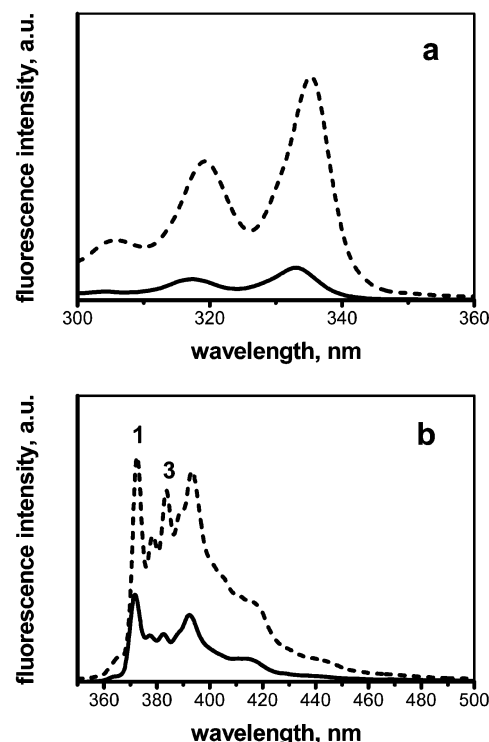 a
fluorescence intensity, a.u.
300 320 340 360
wavelength, nm
b
1
3
fluorescence intensity, a.u.
360 380 400 420 440 460 480 500
wavelength, nm